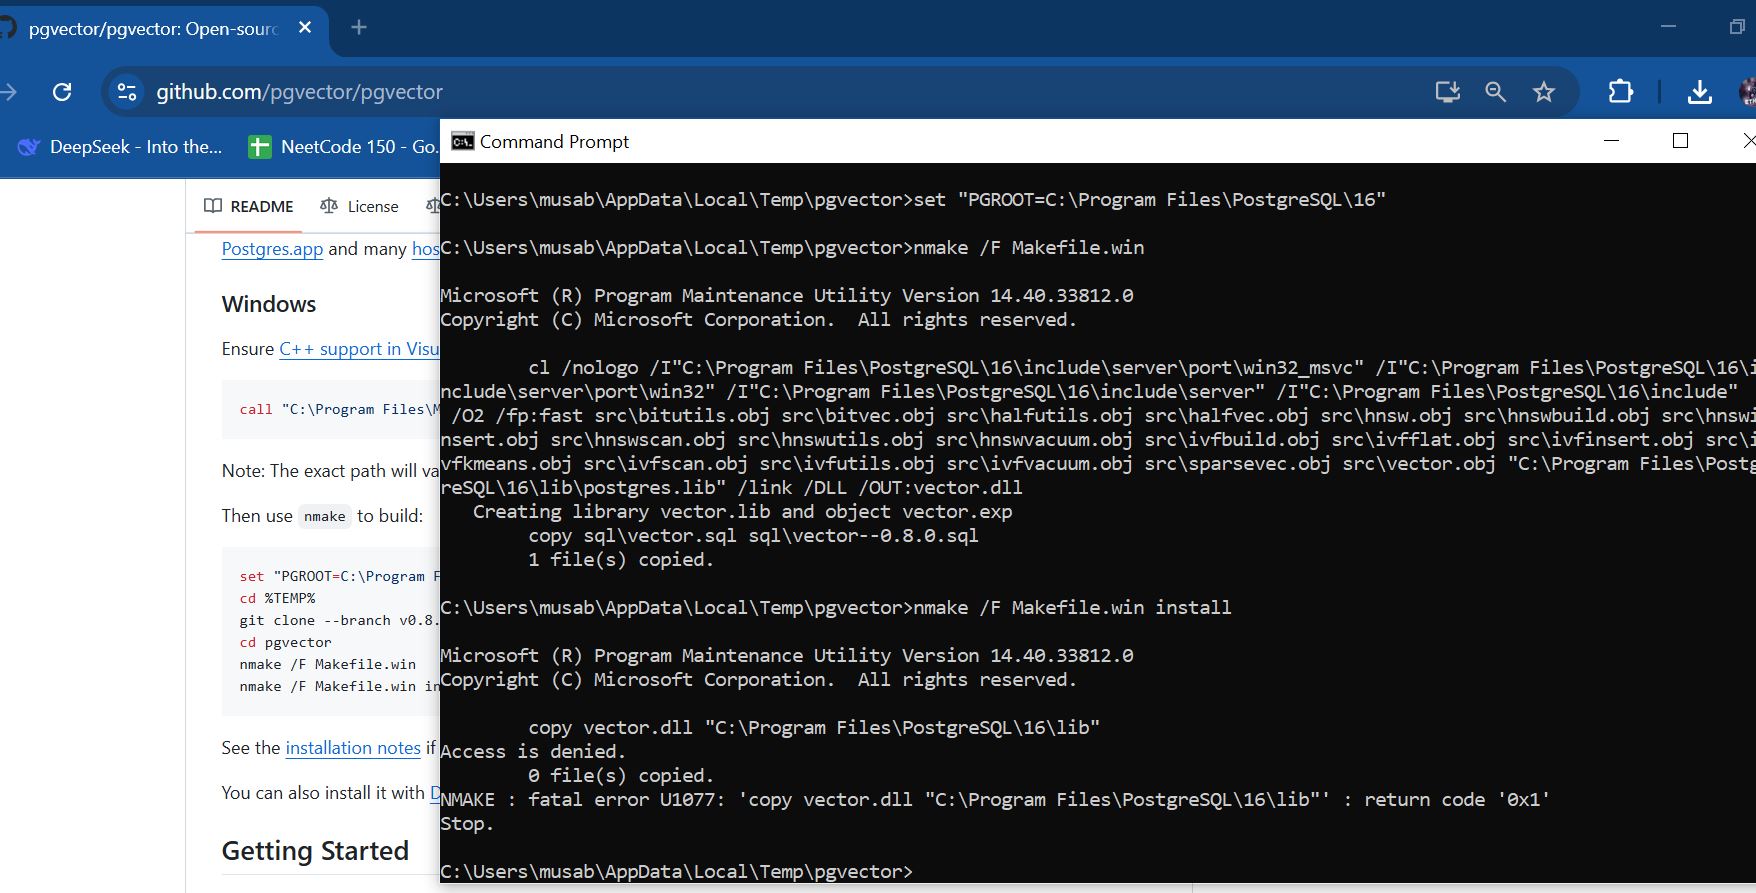 pgvector/pgvector: Open-sourc
github.com/pgvector/pgvector
DeepSeek - Into the...
NeetCode 150 - Go.
README
License
Postgres.app and many hos
Windows
Ensure C++ support in Visu
call "C:\Program Files\M
Note: The exact path will va
Then use nmake to build:
set "PGROOT=C:\Program F
cd %TEMP%
git clone --branch v0.8.
cd pgvector
nmake /F Makefile.win
nmake /F Makefile.win in
See the installation notes if
You can also install it with D
Getting Started
Command Prompt
C:\Users\musab\AppData\Local\Temp\pgvector>set "PGROOT=C:\Program Files\PostgreSQL\16"
C:\Users\musab\AppData\Local\Temp\pgvector>nmake /F Makefile.win
Microsoft (R) Program Maintenance Utility Version 14.40.33812.0
Copyright (C) Microsoft Corporation.  All rights reserved.
cl /nologo /I"C:\Program Files\PostgreSQL\16\include\server\port\win32_msvc" /I"C:\Program Files\PostgreSQL\16\i
nclude\server\port\win32" /I"C:\Program Files\PostgreSQL\16\include\server" /I"C:\Program Files\PostgreSQL\16\include"
/O2 /fp:fast src\bitutils.obj src\bitvec.obj src\halfutils.obj src\halfvec.obj src\hnsw.obj src\hnswbuild.obj src\hnswi
nsert.obj src\hnswscan.obj src\hnswutils.obj src\hnswvacuum.obj src\ivfbuild.obj src\ivfflat.obj src\ivfinsert.obj src\i
vfkmeans.obj src\ivfscan.obj src\ivfutils.obj src\ivfvacuum.obj src\sparsevec.obj src\vector.obj "C:\Program Files\Postg
reSQL\16\lib\postgres.lib" /link /DLL /OUT:vector.dll
Creating library vector.lib and object vector.exp
copy sql\vector.sql sql\vector--0.8.0.sql
1 file(s) copied.
C:\Users\musab\AppData\Local\Temp\pgvector>nmake /F Makefile.win install
Microsoft (R) Program Maintenance Utility Version 14.40.33812.0
Copyright (C) Microsoft Corporation.  All rights reserved.
copy vector.dll "C:\Program Files\PostgreSQL\16\lib"
Access is denied.
0 file(s) copied.
NMAKE : fatal error U1077: 'copy vector.dll "C:\Program Files\PostgreSQL\16\lib"' : return code '0x1'
Stop.
C:\Users\musab\AppData\Local\Temp\pgvector>